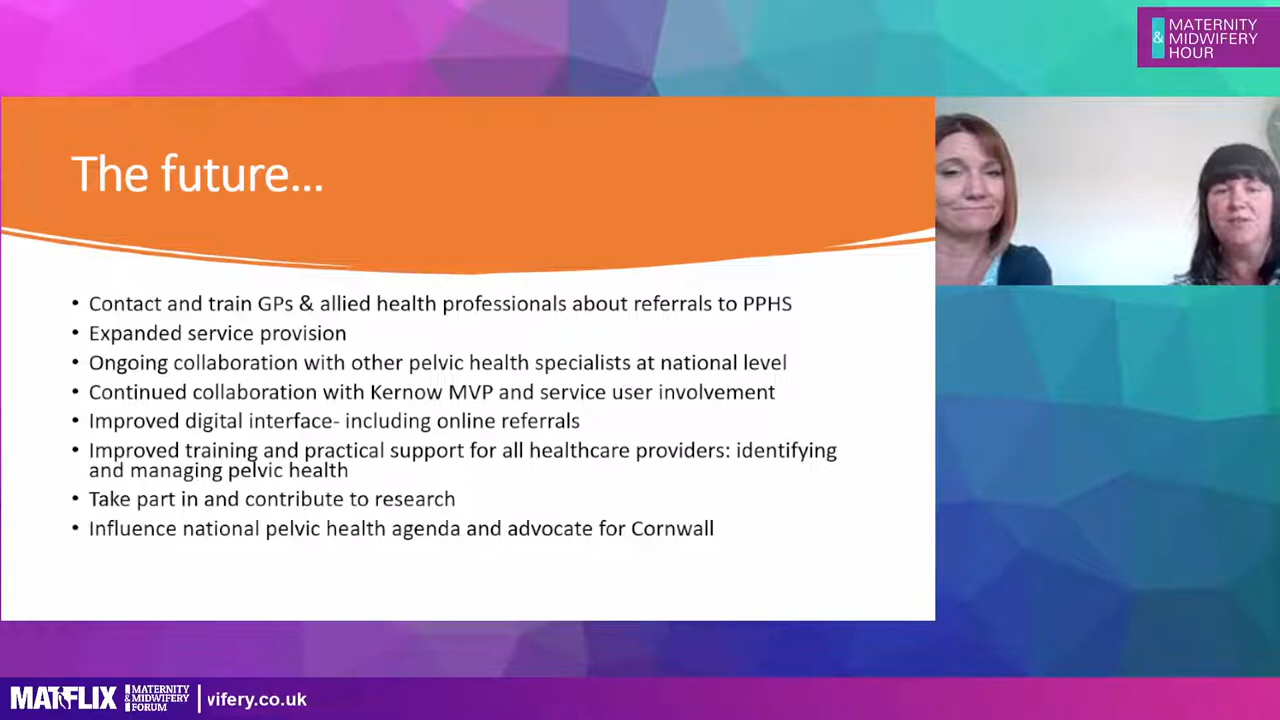 MATERNITY
& MIDWIFERY
HOUR
The future...
• Contact and train GPs & allied health professionals about referrals to PPHS
• Expanded service provision
• Ongoing collaboration with other pelvic health specialists at national level
• Continued collaboration with Kernow MVP and service user involvement
• Improved digital interface- including online referrals
• Improved training and practical support for all healthcare providers: identifying
and managing pelvic health
• Take part in and contribute to research
• Influence national pelvic health agenda and advocate for Cornwall
MATFLIX
MATERNITY
& MIDWIFERY
FORUM
vifery.co.uk